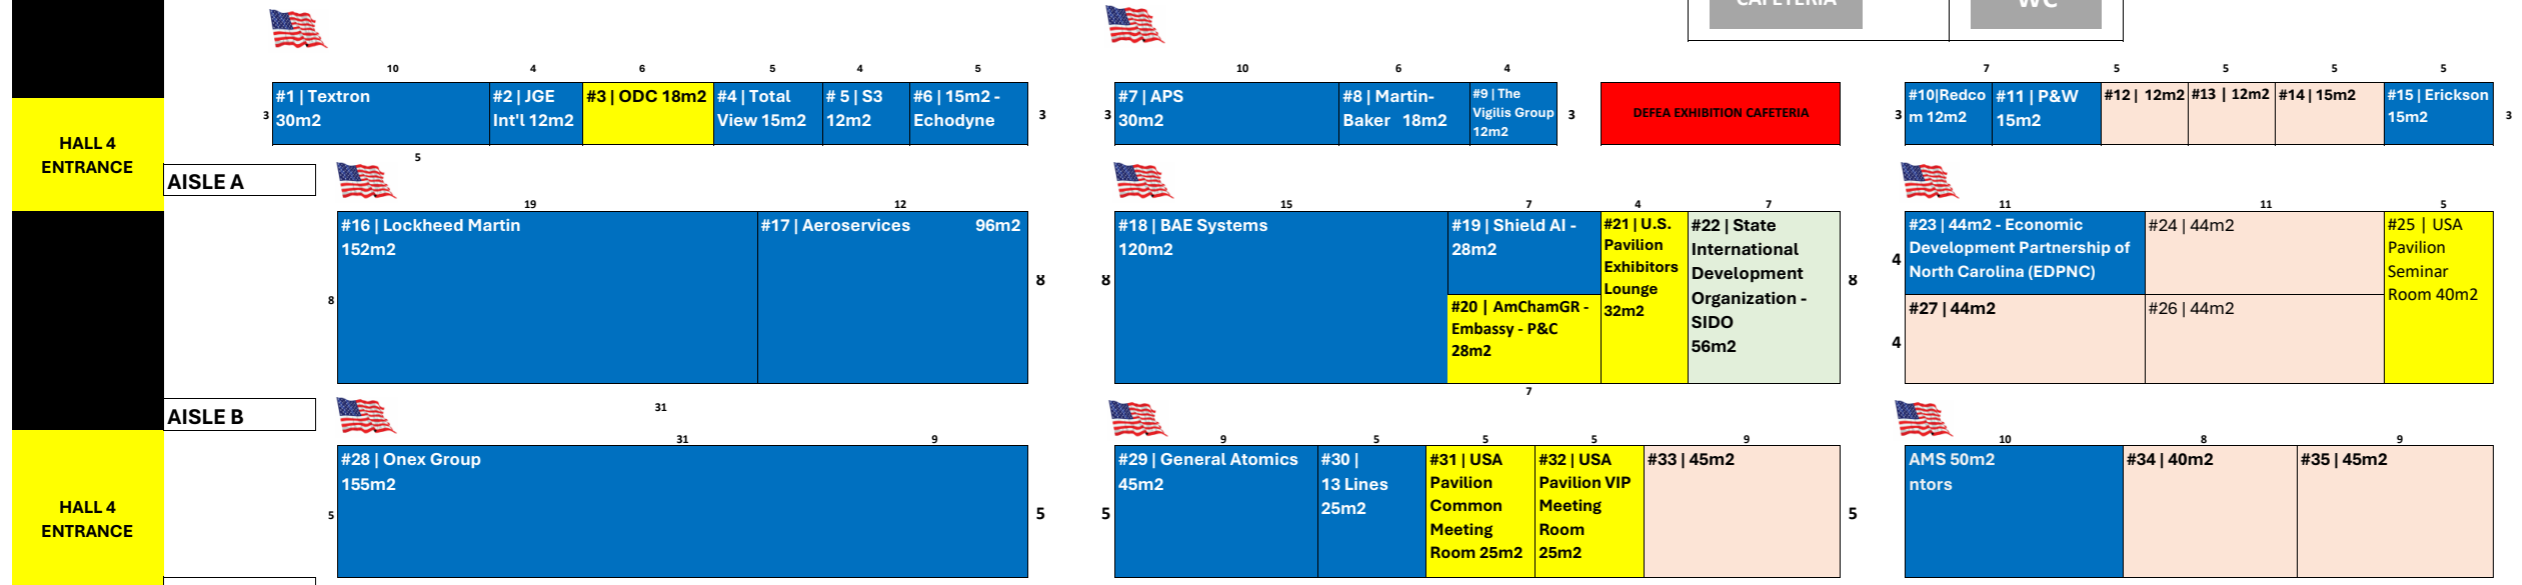 CAFETERIA
WC
10
4
6
5
4
5
10
6
4
7
5
5
5
5
3
#1 | Textron
30m2
#2 | JGE
Int'l 12m2
#3 | ODC 18m2
#4 | Total
View 15m2
# 5 | S3
12m2
#6 | 15m2 -
Echodyne
3
3
#7 | APS
30m2
#8 | Martin-
Baker 18m2
#9 | The
Vigilis Group
12m2
3
DEFEA EXHIBITION CAFETERIA
3
#10|Redco
m 12m2
#11 | P&W
15m2
#12 | 12m2
#13 | 12m2
#14 | 15m2
#15 | Erickson
15m2
3
HALL 4
ENTRANCE
5
AISLE A
19
12
15
7
4
7
11
11
5
#16 | Lockheed Martin
152m2
#17 | Aeroservices 96m2
8
8
8
#18 | BAE Systems
120m2
#19 | Shield AI -
28m2
#20 | AmChamGR -
Embassy - P&C
28m2
#21 | U.S.
Pavilion
Exhibitors
Lounge
32m2
#22 | State
International
Development
Organization -
SIDO
56m2
8
4
4
#23 | 44m2 - Economic
Development Partnership of
North Carolina (EDPNC)
#24 | 44m2
#25 | USA
Pavilion
Seminar
Room 40m2
#27 | 44m2
#26 | 44m2
7
AISLE B
31
31
9
9
5
5
5
9
10
8
9
#28 | Onex Group
155m2
5
5
5
#29 | General Atomics
45m2
#30 |
13 Lines
25m2
#31 | USA
Pavilion
Common
Meeting
Room 25m2
#32 | USA
Pavilion VIP
Meeting
Room
25m2
#33 | 45m2
5
AMS 50m2
ntors
#34 | 40m2
#35 | 45m2
HALL 4
ENTRANCE